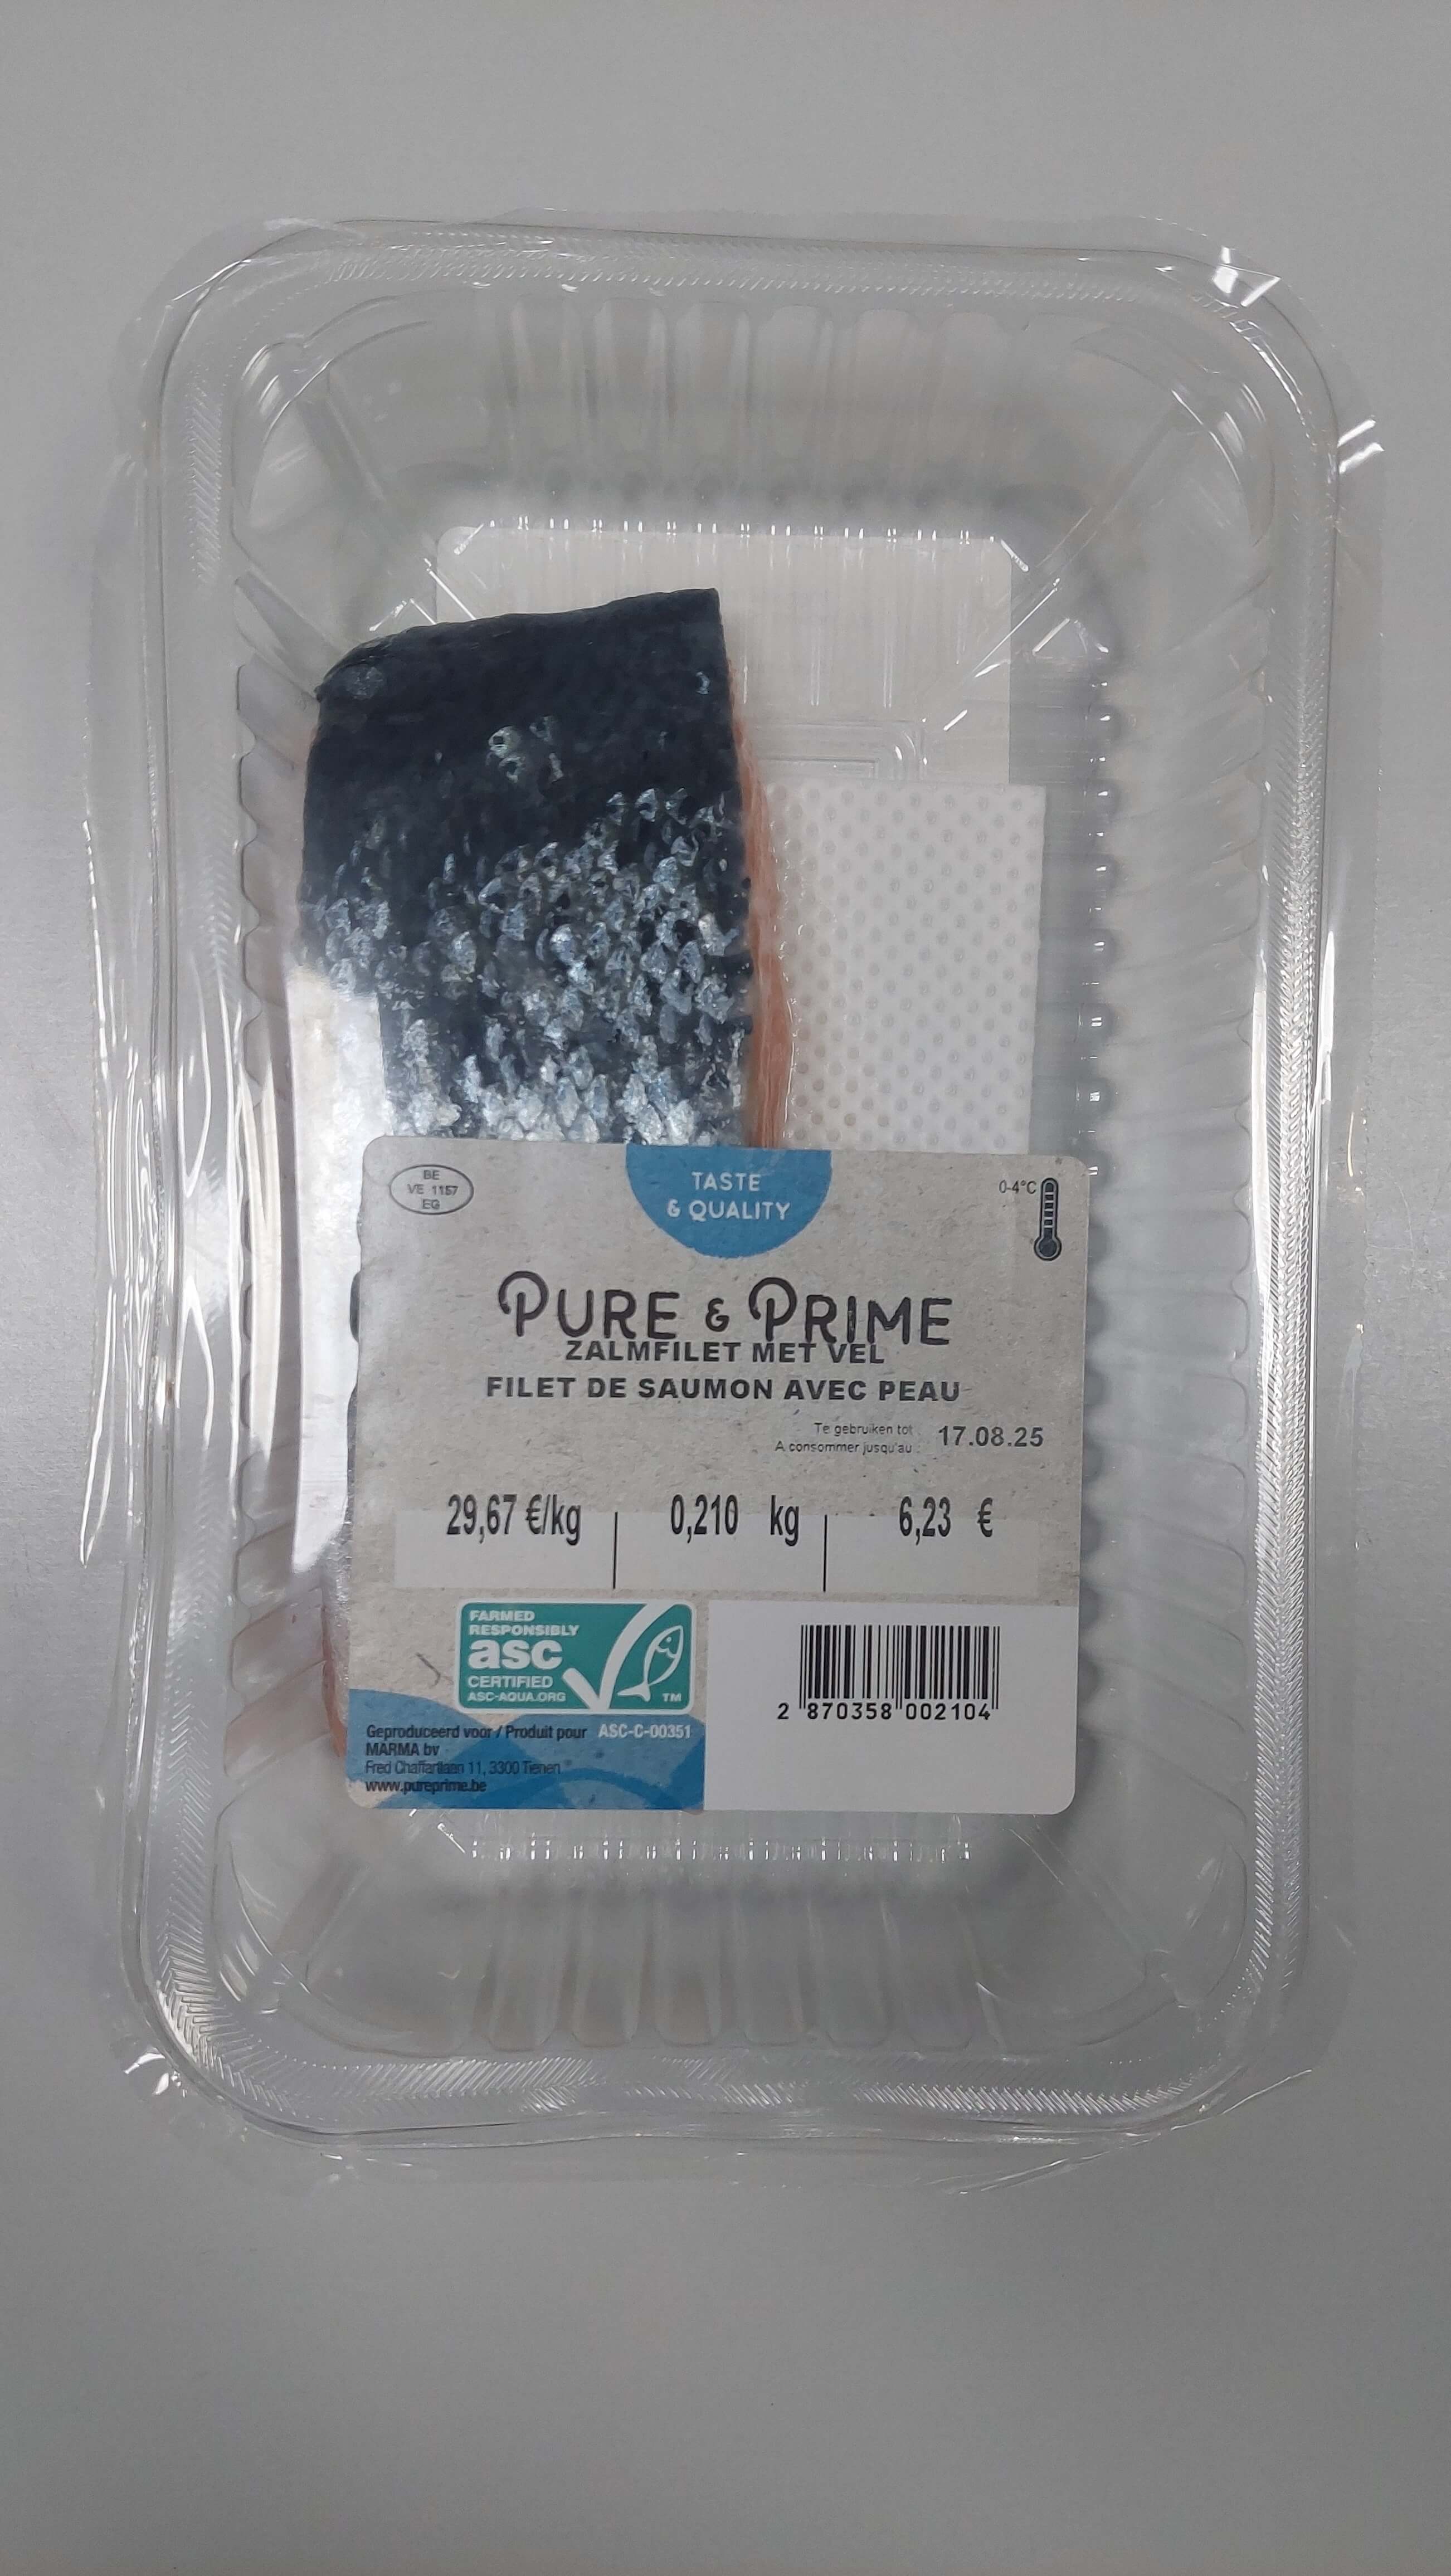 BE
VE 1157
EG
TASTE
& QUALITY
0-4°C
PURE & PRIME
ZALMFILET MET VEL
FILET DE SAUMON AVEC PEAU
Te gebruiken tot :
A consommer jusqu'au :
17.08.25
29,67 €/kg
0,210 kg
6,23 €
FARMED
RESPONSIBLY
asc
CERTIFIED
ASC-AQUA.ORG
TM
2 870358 002104
Geproduceerd voor / Produit pour
ASC-C-00351
MARMA bv
Fred Chaffartlaan 11, 3300 Tienen
www.pureprime.be